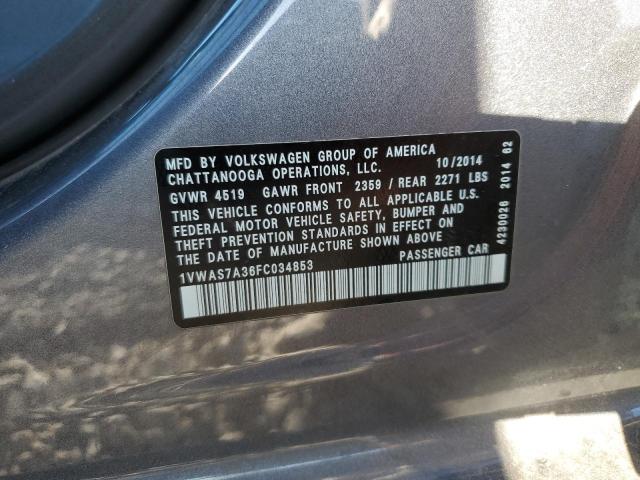 MFD BY VOLKSWAGEN GROUP OF AMERICA
CHATTANOOGA OPERATIONS, LLC. 10/2014
GVWR 4519 GAWR FRONT 2359 / REAR 2271 LBS
THIS VEHICLE CONFORMS TO ALL APPLICABLE U.S.
FEDERAL MOTOR VEHICLE SAFETY, BUMPER AND
THEFT PREVENTION STANDARDS IN EFFECT ON
THE DATE OF MANUFACTURE SHOWN ABOVE
1VWAS7A36FC034853 PASSENGER CAR
4230026 2014 62